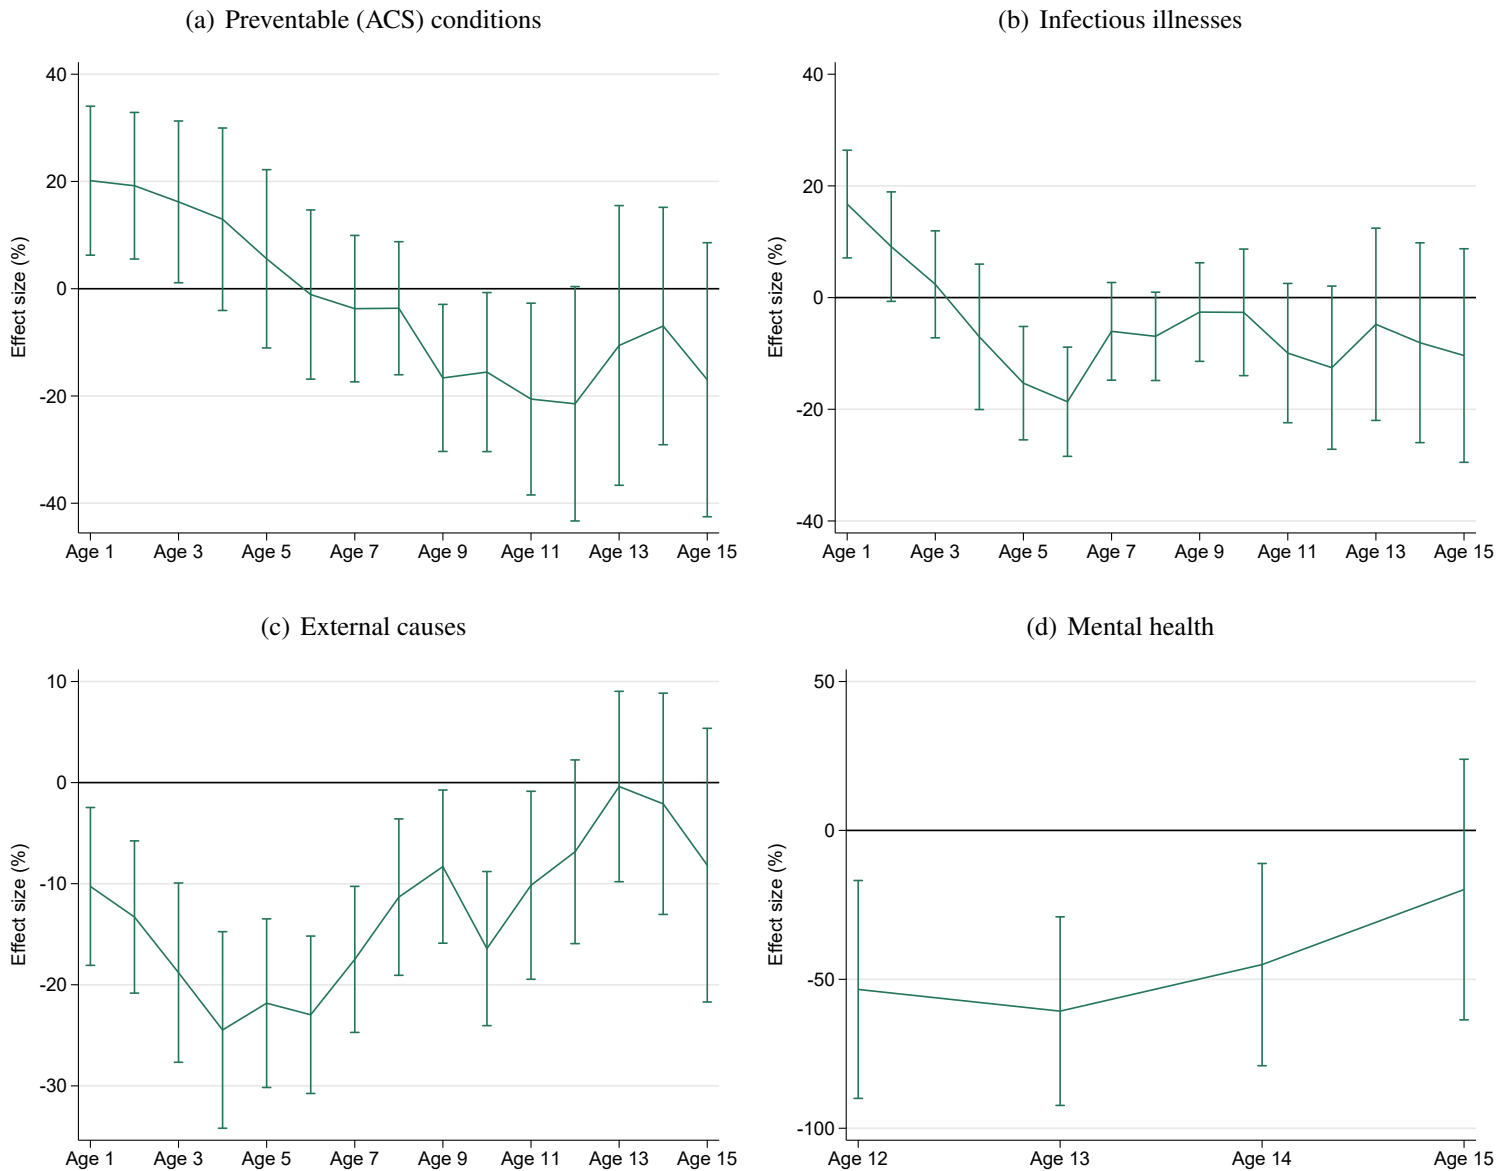 (a) Preventable (ACS) conditions
40
20
0
-20
-40
Effect size (%)
Age 1 Age 3 Age 5 Age 7 Age 9 Age 11 Age 13 Age 15
(b) Infectious illnesses
40
20
0
-20
-40
Effect size (%)
Age 1 Age 3 Age 5 Age 7 Age 9 Age 11 Age 13 Age 15
(c) External causes
10
0
-10
-20
-30
Effect size (%)
Age 1 Age 3 Age 5 Age 7 Age 9 Age 11 Age 13 Age 15
(d) Mental health
50
0
-50
-100
Effect size (%)
Age 12 Age 13 Age 14 Age 15